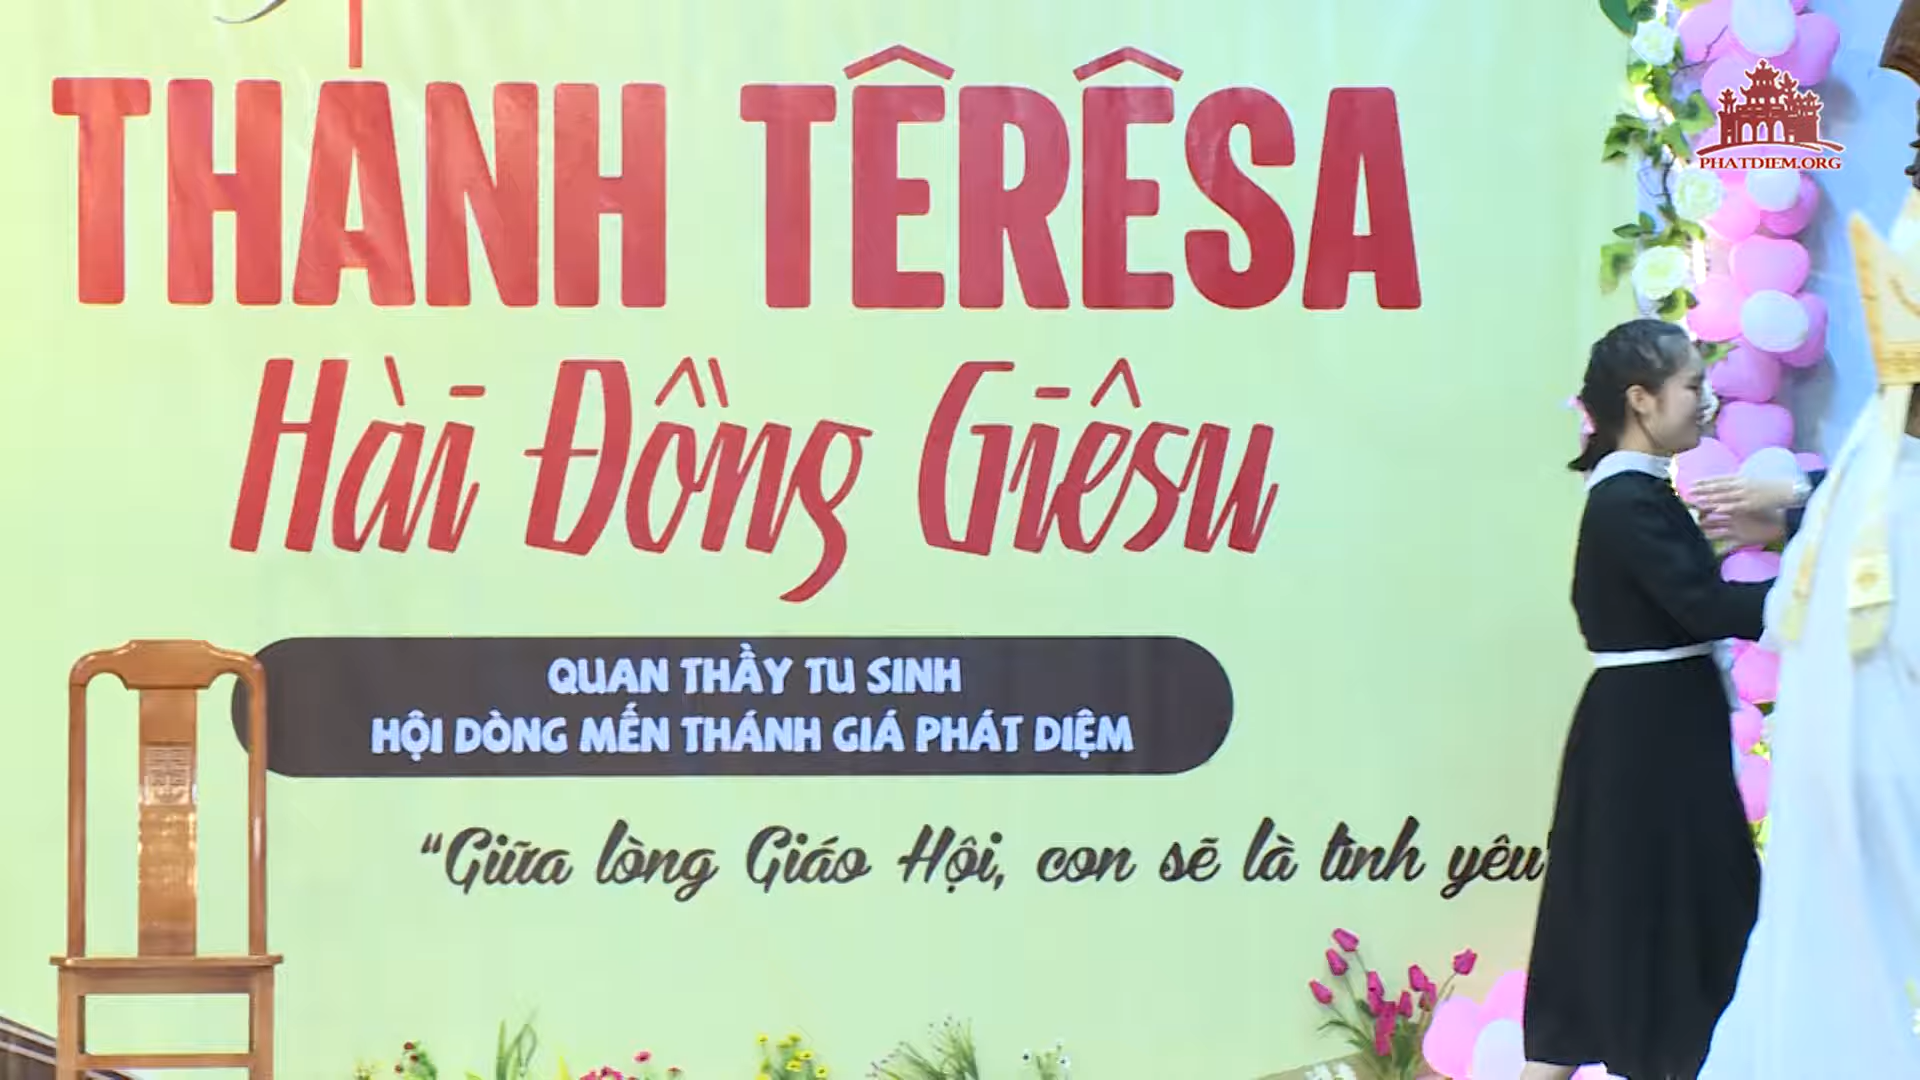 PHATDIEM.ORG
THÁNH TÊRÊSA
Hài Đồng Giêsu
QUAN THẦY TU SINH
HỘI DÒNG MẾN THÁNH GIÁ PHÁT DIỆM
“Giữa lòng Giáo Hội, con sẽ là tình yêu